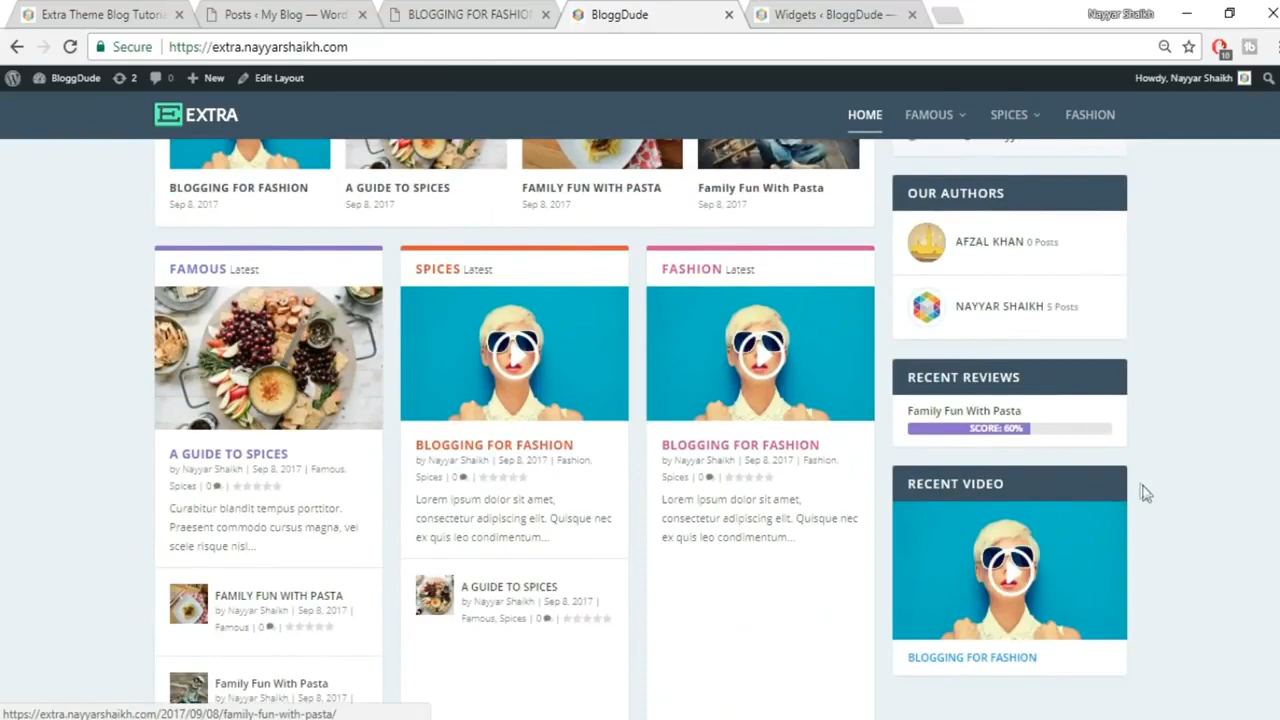 Extra Theme Blog Tutoria
Posts ‹ My Blog — Word
BLOGGING FOR FASHIO
BloggDude
Widgets ‹ BloggDude —
Nayyar Shaikh
Secure
https://extra.nayyarshaikh.com
10
BloggDude
2
0
New
Edit Layout
Howdy, Nayyar Shaikh
EXTRA
HOME
FAMOUS
SPICES
FASHION
BLOGGING FOR FASHION
Sep 8, 2017
A GUIDE TO SPICES
Sep 8, 2017
FAMILY FUN WITH PASTA
Sep 8, 2017
Family Fun With Pasta
Sep 8, 2017
FAMOUS Latest
A GUIDE TO SPICES
by Nayyar Shaikh | Sep 8, 2017 | Famous,
Spices | 0 |
Curabitur blandit tempus porttitor.
Praesent commodo cursus magna, vel
scele risque nisl...
FAMILY FUN WITH PASTA
by Nayyar Shaikh | Sep 8, 2017 |
Famous | 0 |
Family Fun With Pasta
by Nayyar Shaikh | Sep 8, 2017 |
SPICES Latest
BLOGGING FOR FASHION
by Nayyar Shaikh | Sep 8, 2017 | Fashion,
Spices | 0 |
Lorem ipsum dolor sit amet,
consectetur adipiscing elit. Quisque nec
ex quis leo condimentum...
A GUIDE TO SPICES
by Nayyar Shaikh | Sep 8, 2017 |
Famous, Spices | 0 |
FASHION Latest
BLOGGING FOR FASHION
by Nayyar Shaikh | Sep 8, 2017 | Fashion,
Spices | 0 |
Lorem ipsum dolor sit amet,
consectetur adipiscing elit. Quisque nec
ex quis leo condimentum...
OUR AUTHORS
AFZAL KHAN 0 Posts
NAYYAR SHAIKH 5 Posts
RECENT REVIEWS
Family Fun With Pasta
SCORE: 60%
RECENT VIDEO
BLOGGING FOR FASHION
https://extra.nayyarshaikh.com/2017/09/08/family-fun-with-pasta/